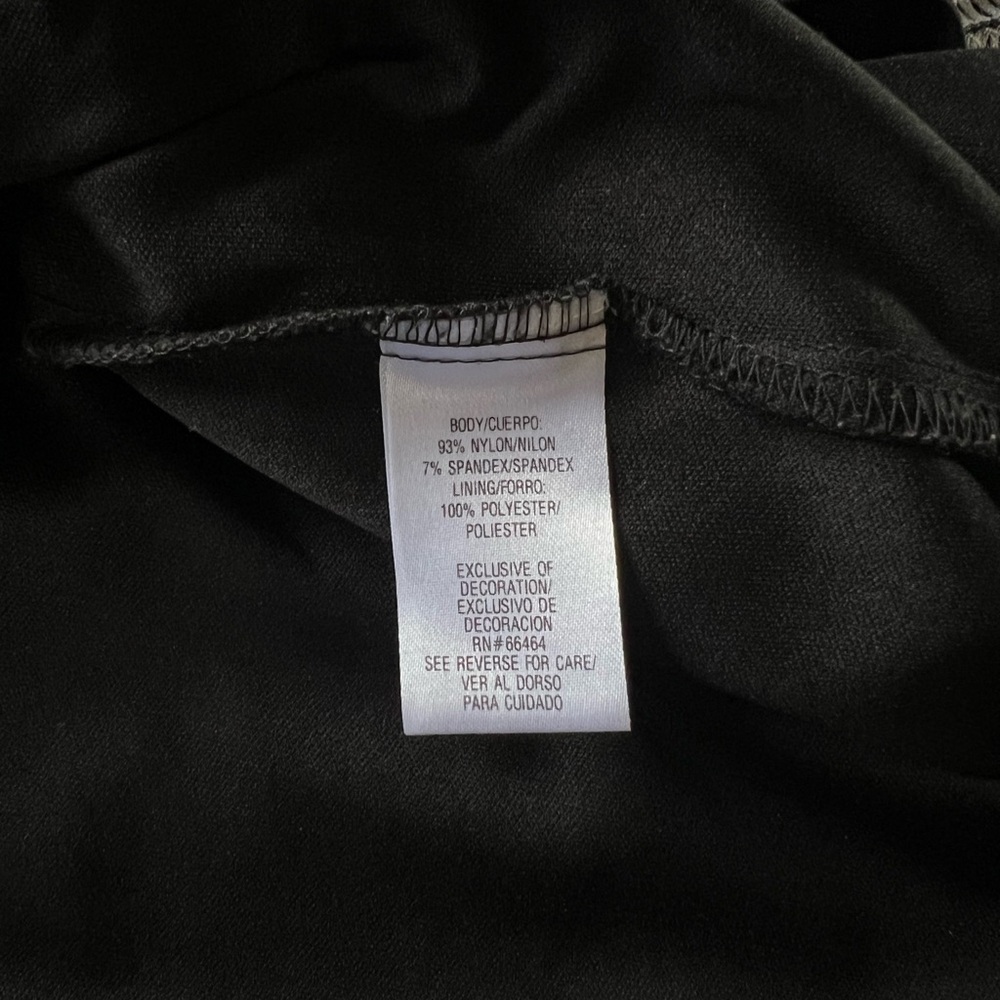 BODY/CUERPO:
93% NYLON/NILON
7% SPANDEX/SPANDEX
LINING/FORRO:
100% POLYESTER/
POLIESTER
EXCLUSIVE OF
DECORATION/
EXCLUSIVO DE
DECORACION
RN#66464
SEE REVERSE FOR CARE/
VER AL DORSO
PARA CUIDADO